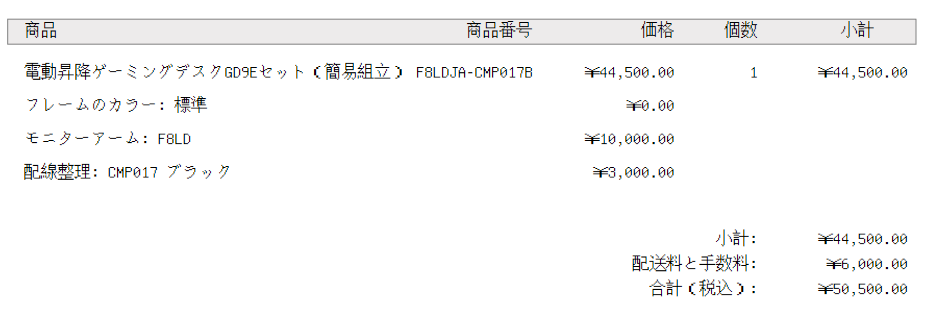 商品 商品番号 価格 個数 小計
電動昇降ゲーミングデスクGD9Eセット（簡易組立） F8LDJA-CMP017B ¥44,500.00 1 ¥44,500.00
フレームのカラー: 標準 ¥0.00
モニターアーム: F8LD ¥10,000.00
配線整理: CMP017 ブラック ¥3,000.00
小計: ¥44,500.00
配送料と手数料: ¥6,000.00
合計（税込）: ¥50,500.00